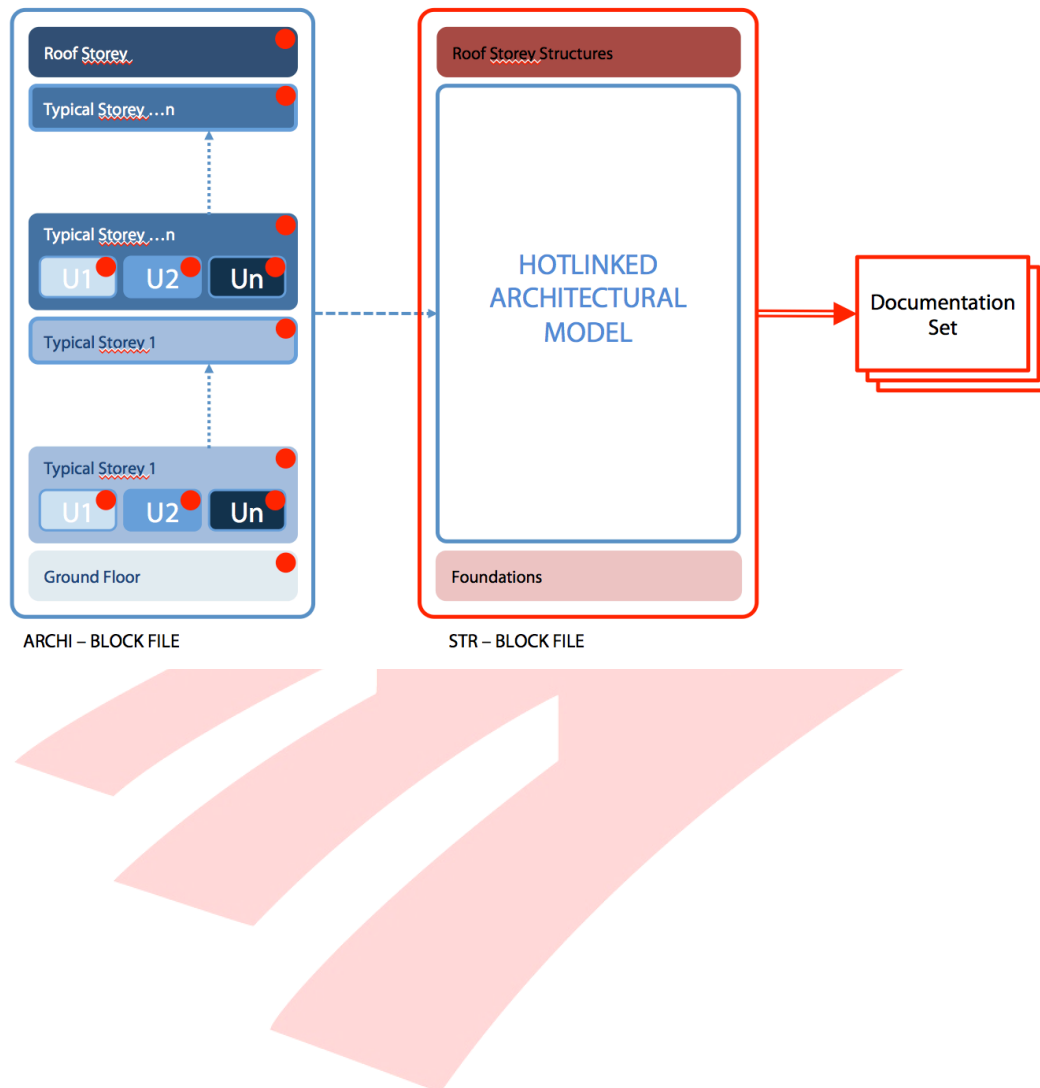 Roof Storey
Typical Storey ...n
Typical Storey ...n
U1 U2 Un
Typical Storey 1
Typical Storey 1
U1 U2 Un
Ground Floor
ARCHI – BLOCK FILE
Roof Storey Structures
HOTLINKED
ARCHITECTURAL
MODEL
Foundations
STR – BLOCK FILE
Documentation
Set